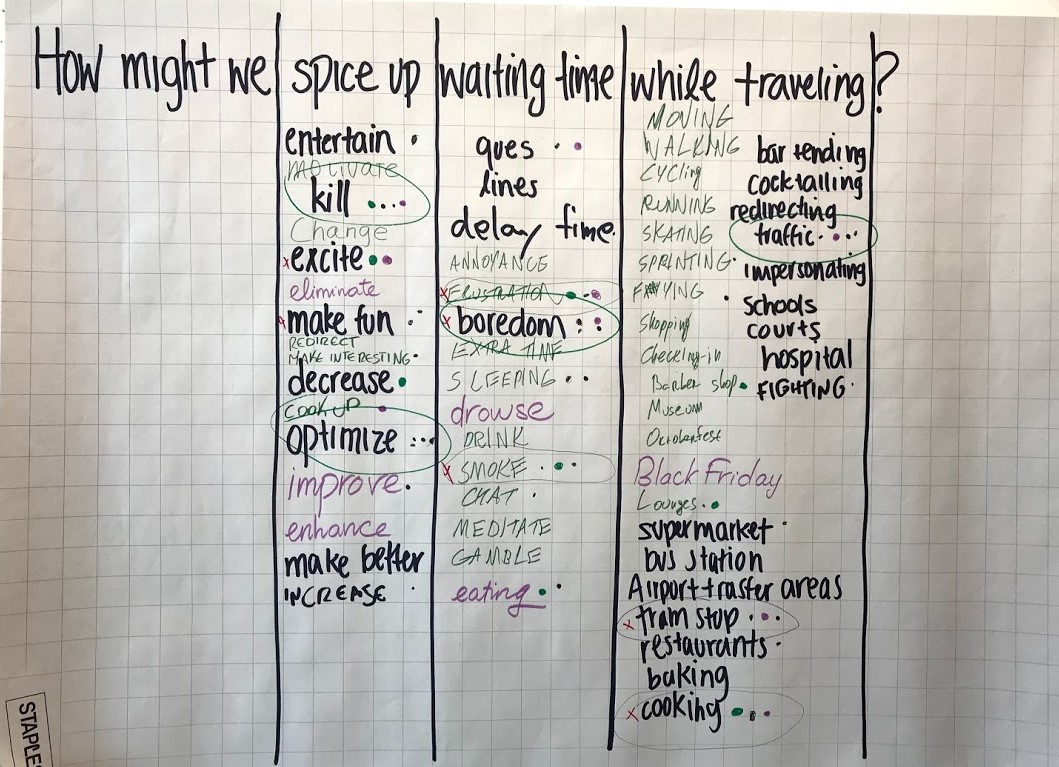 How might we spice up waiting time while traveling?
entertain
motivate
kill
Change
excite
eliminate
make fun
REDIRECT
MAKE INTERESTING
decrease
COOK UP
optimize
improve
enhance
make better
INCREASE
ques
lines
delay time
ANNOYANCE
FRUSTRATION
boredom
EXTRA TIME
SLEEPING
drowse
DRINK
SMOKE
CHAT
MEDITATE
GAMBLE
eating
MOVING
WALKING
CYCling
RUNNING
SKATING
SPRINTING
Shopping
Checking-in
Barber shop
Museum
Octoberfest
Black Friday
Lounges
supermarket
bus station
Airport+trasfer areas
tram stop
restaurants
baking
cooking
bar tending
cocktailing
redirecting
traffic
impersonating
schools
courts
hospital
FIGHTING
STAPLES